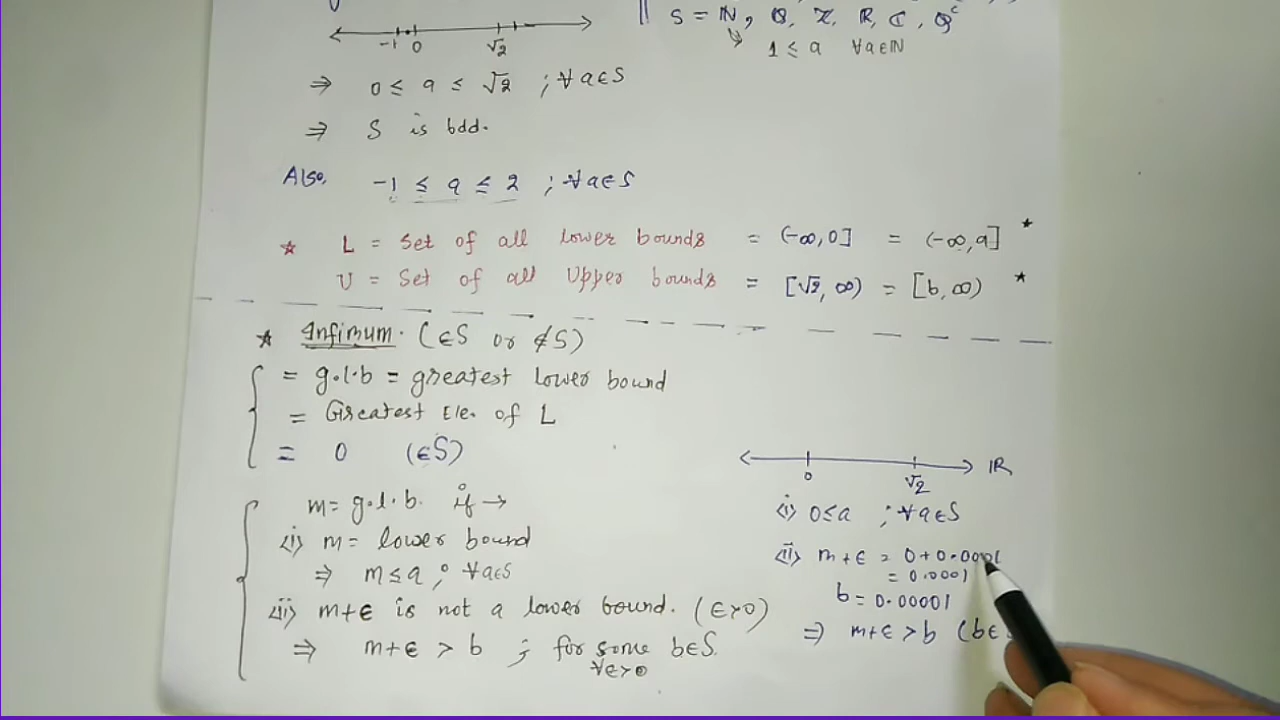 S = ℕ, Q, Z, R, C, Qᶜ
1 ≤ a ∀a∈ℕ
-1 0 √2
⇒ 0 ≤ a ≤ √2 ; ∀a∈S
⇒ S is bdd.
Also, -1 ≤ a ≤ 2 ; ∀a∈S
* L = Set of all lower bounds = (-∞, 0] = (-∞, a] *
U = Set of all Upper bounds = [√2, ∞) = [b, ∞) *
* Infimum. (∈S or ∉S)
= g.l.b = greatest lower bound
= Greatest Ele. of L
= 0 (∈S)
m = g.l.b. if →
(i) m = lower bound
⇒ m ≤ a ; ∀a∈S
(ii) m+ϵ is not a lower bound. (ϵ>0)
⇒ m+ϵ > b ; for some b∈S.
∀ϵ>0
0 √2 IR
(i) 0≤a ; ∀a∈S
(ii) m+ϵ = 0+0.0001
= 0.0001
b = 0.00001
⇒ m+ϵ > b (b∈